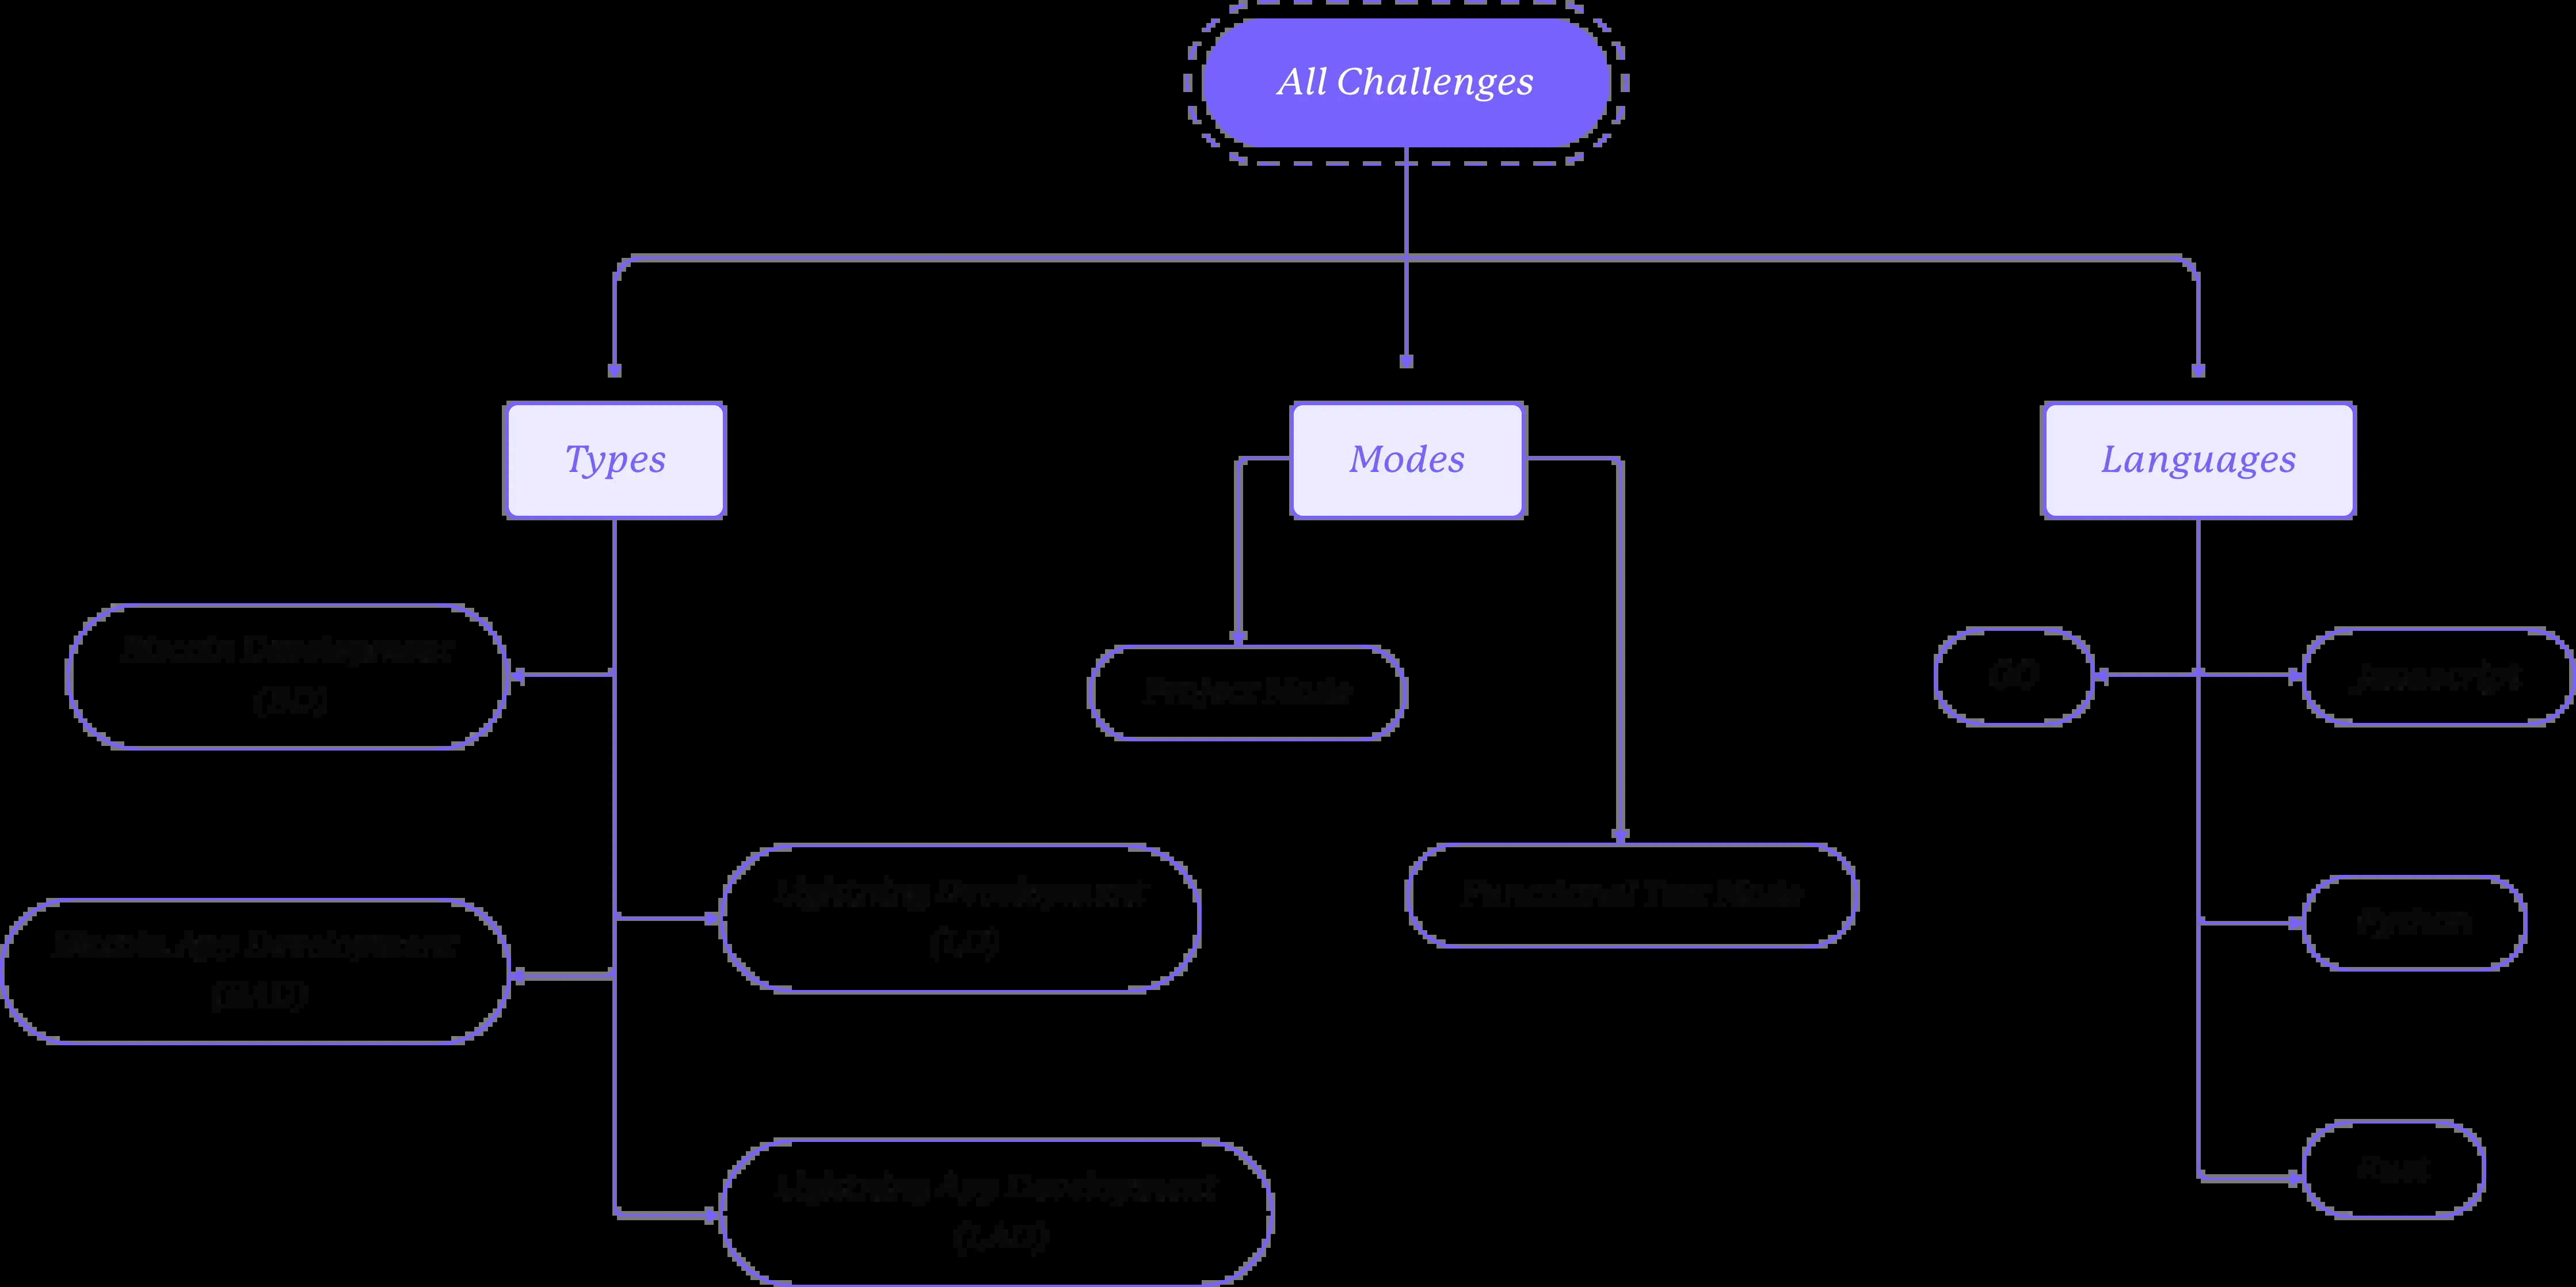 All Challenges
Types
Modes
Languages
Bitcoin Development
(BD)
Project Mode
GO
Javascript
Lightning Development
(LD)
Functional Test Mode
Bitcoin App Development
(BAD)
Python
Lightning App Development
(LAD)
Rust